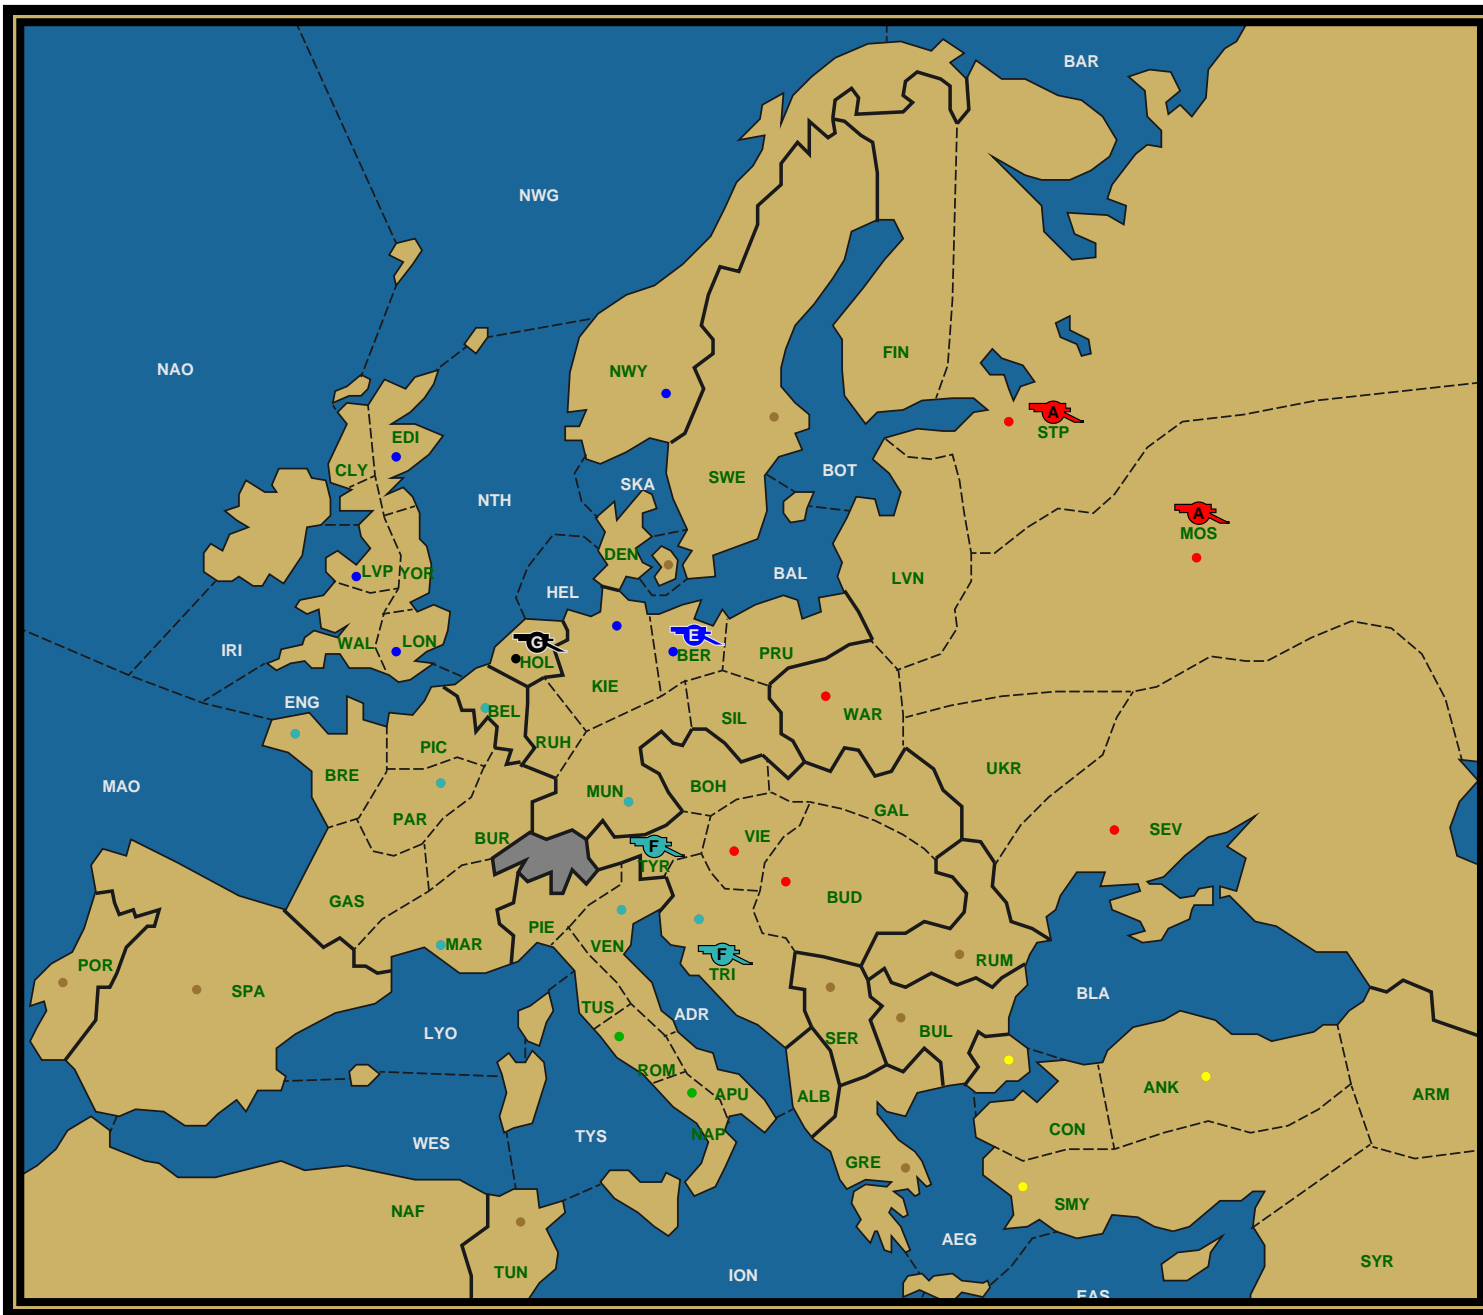 BAR
NWG
NAO
FIN
NWY
A
STP
EDI
CLY
SWE
BOT
SKA
NTH
A
MOS
DEN
LVP
YOR
BAL
LVN
HEL
IRI
WAL
LON
G
HOL
E
BER
PRU
KIE
ENG
BEL
SIL
WAR
PIC
RUH
UKR
BRE
MAO
MUN
BOH
GAL
PAR
BUR
VIE
SEV
F
TYR
BUD
GAS
PIE
MAR
VEN
F
TRI
RUM
POR
SPA
BLA
TUS
ADR
LYO
SER
BUL
ROM
APU
ALB
ANK
ARM
CON
WES
TYS
NAP
GRE
SMY
NAF
AEG
SYR
TUN
ION
EAS